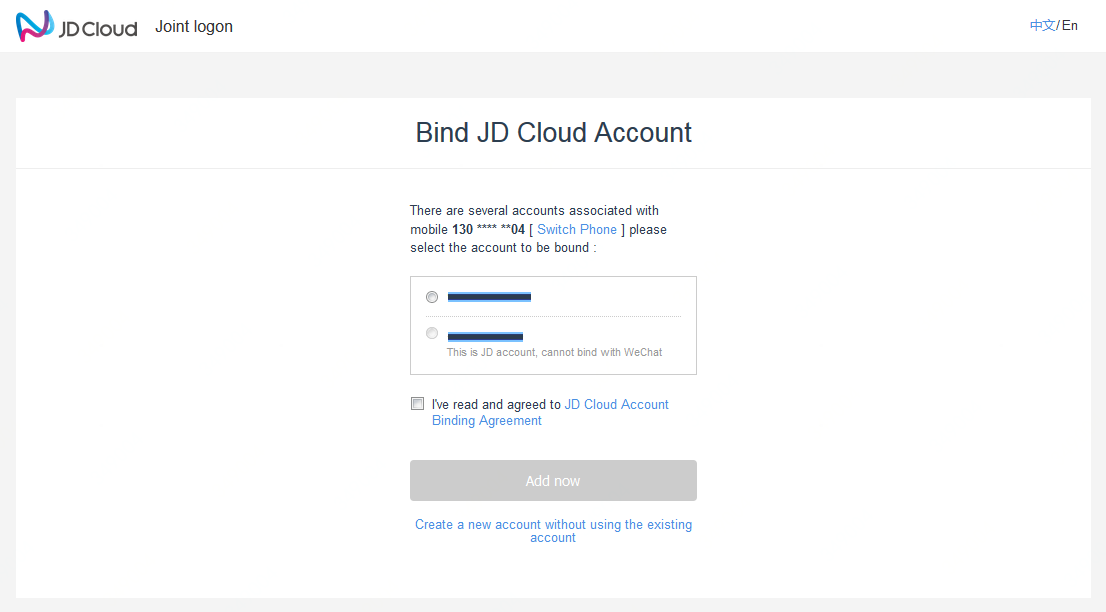 JD Cloud Joint logon
中文/En
Bind JD Cloud Account
There are several accounts associated with
mobile 130 **** **04 [ Switch Phone ] please
select the account to be bound :
This is JD account, cannot bind with WeChat
I've read and agreed to JD Cloud Account
Binding Agreement
Add now
Create a new account without using the existing
account